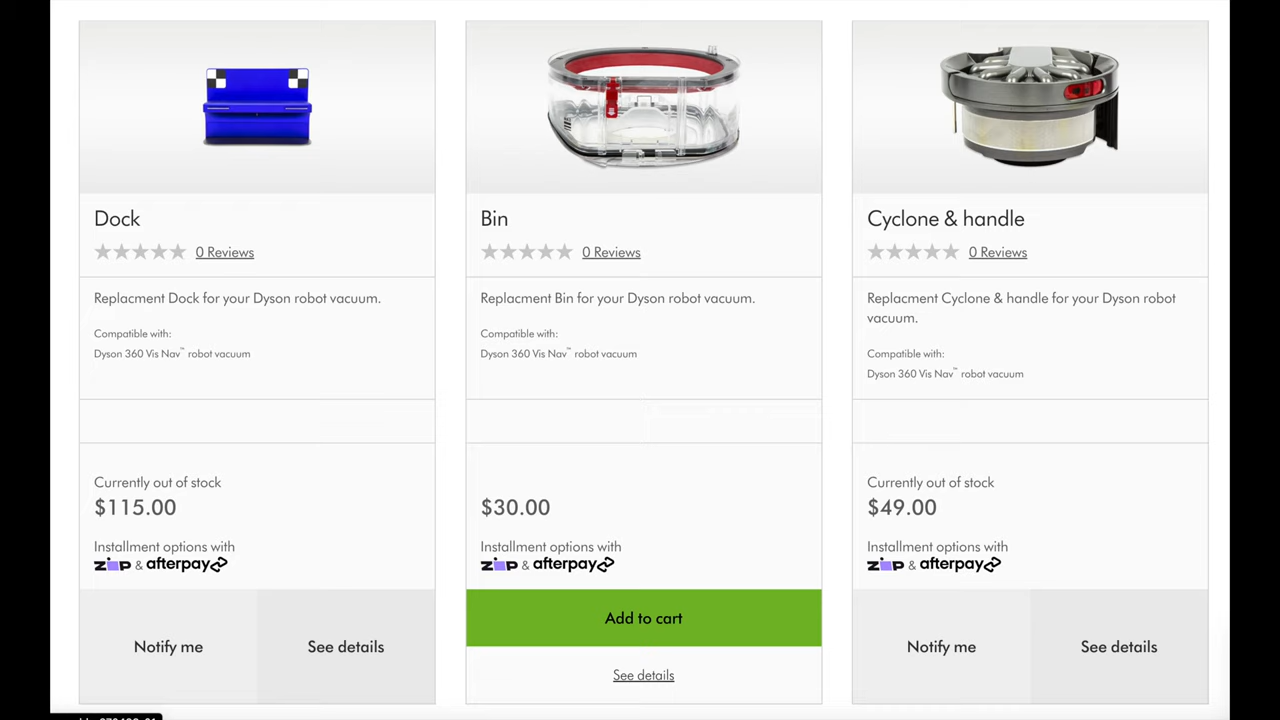 Dock
0 Reviews
Replacment Dock for your Dyson robot vacuum.
Compatible with:
Dyson 360 Vis Nav™ robot vacuum
Currently out of stock
$115.00
Installment options with
zip & afterpay
Notify me
See details
Bin
0 Reviews
Replacment Bin for your Dyson robot vacuum.
Compatible with:
Dyson 360 Vis Nav™ robot vacuum
$30.00
Installment options with
zip & afterpay
Add to cart
See details
Cyclone & handle
0 Reviews
Replacment Cyclone & handle for your Dyson robot
vacuum.
Compatible with:
Dyson 360 Vis Nav™ robot vacuum
Currently out of stock
$49.00
Installment options with
zip & afterpay
Notify me
See details